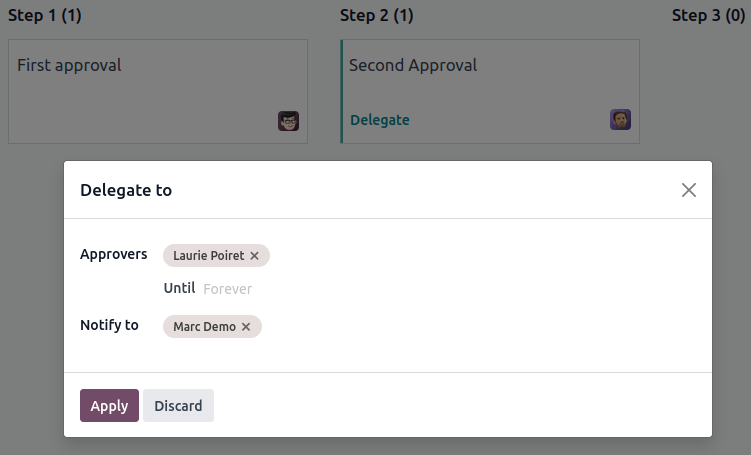 Step 1 (1) Step 2 (1) Step 3 (0)
First approval Second Approval
Delegate
Delegate to
Approvers Laurie Poiret ×
Until Forever
Notify to Marc Demo ×
Apply Discard